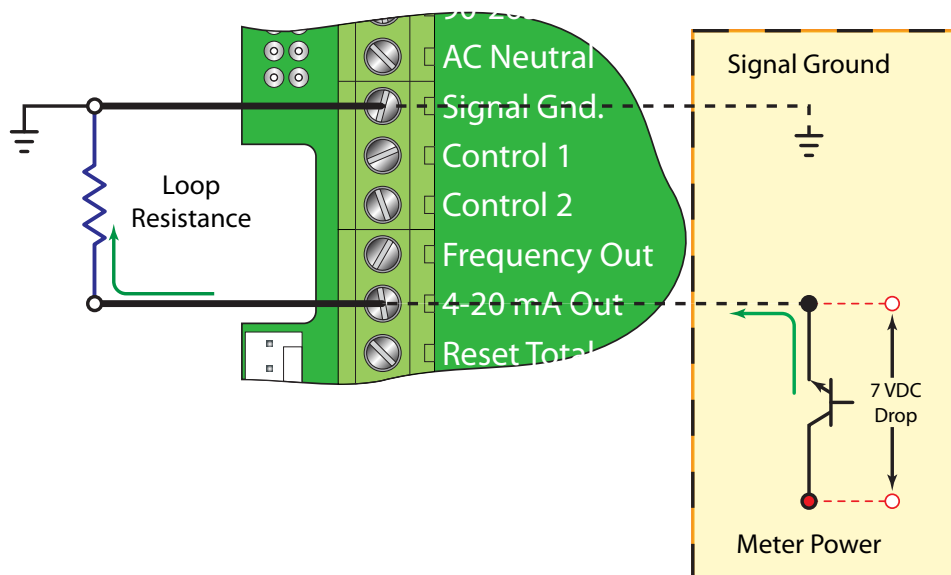 AC Neutral
Signal Gnd.
Control 1
Control 2
Frequency Out
4-20 mA Out
Reset Total
Loop
Resistance
Signal Ground
7 VDC
Drop
Meter Power